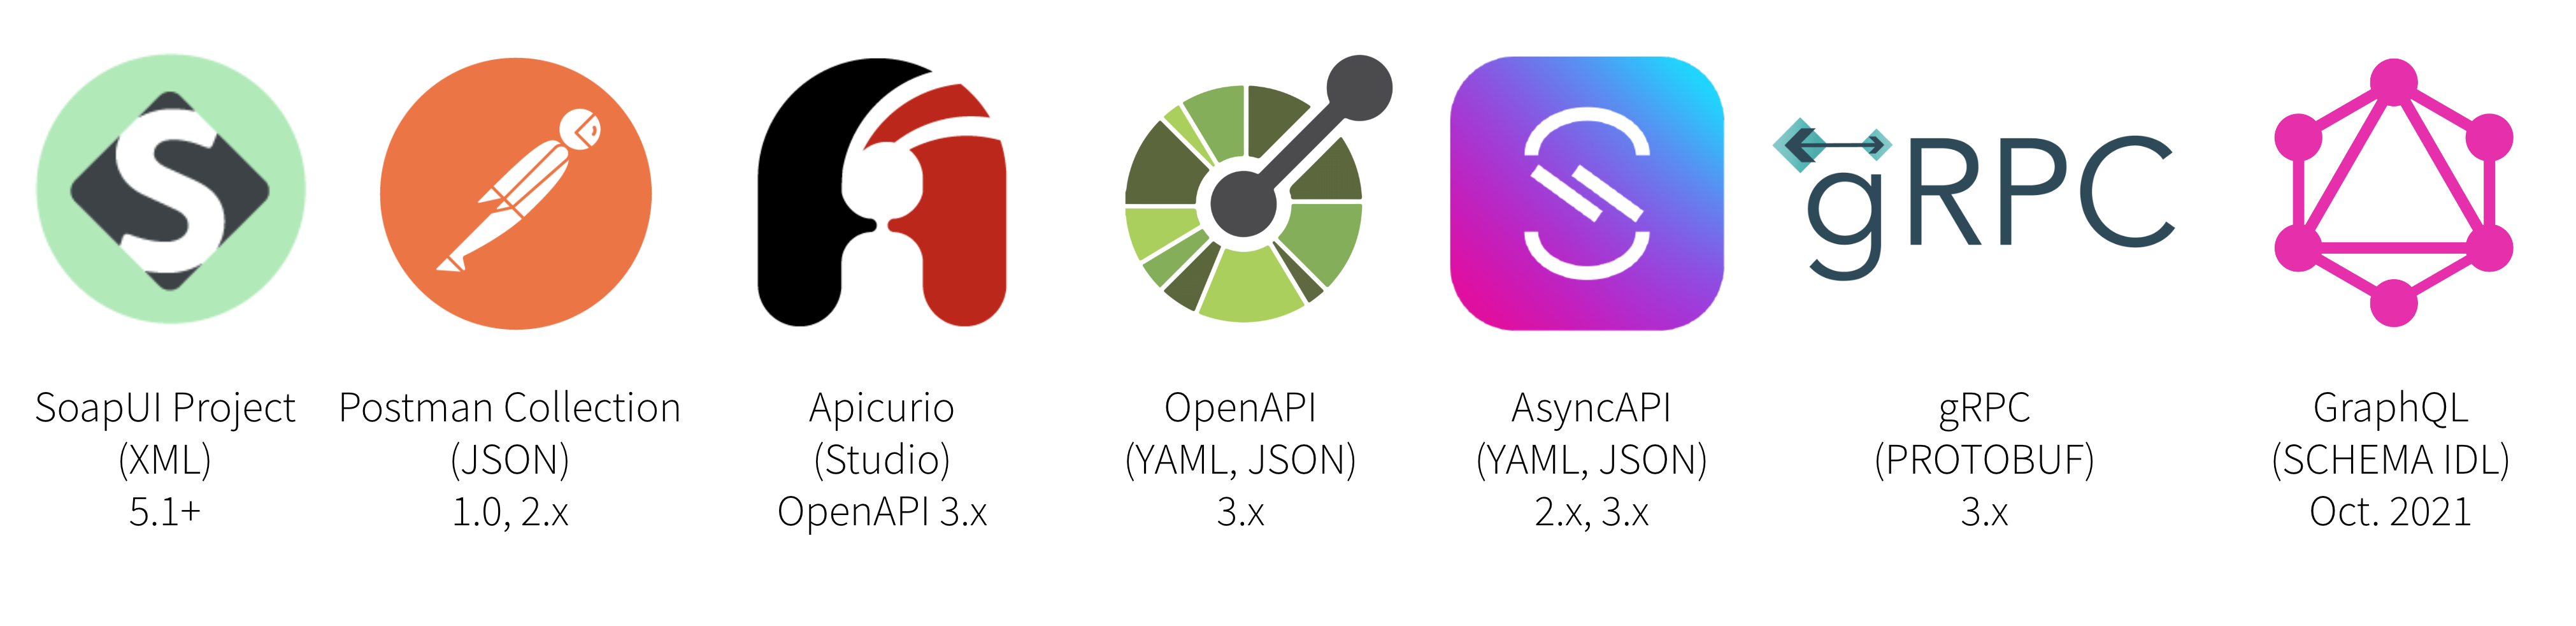 gRPC
SoapUI Project
(XML)
5.1+
Postman Collection
(JSON)
1.0, 2.x
Apicurio
(Studio)
OpenAPI 3.x
OpenAPI
(YAML, JSON)
3.x
AsyncAPI
(YAML, JSON)
2.x, 3.x
gRPC
(PROTOBUF)
3.x
GraphQL
(SCHEMA IDL)
Oct. 2021